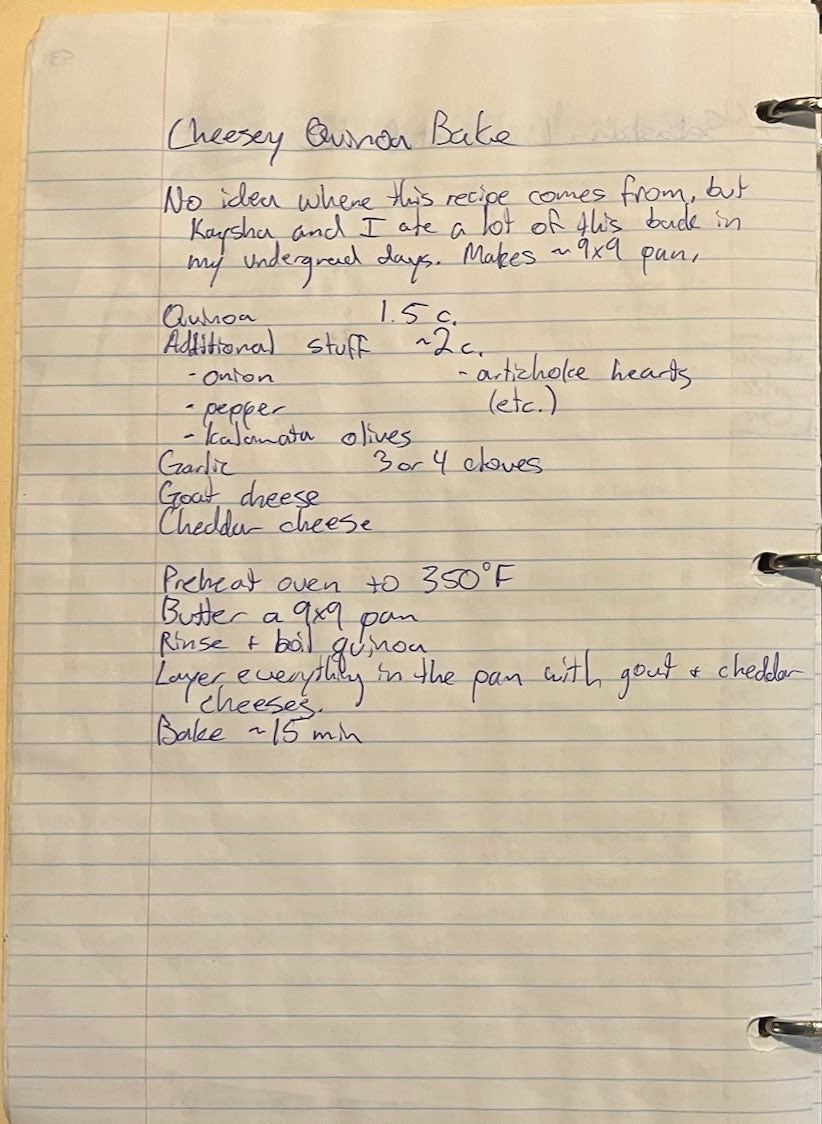 Cheesey Quinoa Bake
No idea where this recipe comes from, but
Kaysha and I ate a lot of this back in
my undergrad days. Makes ~9x9 pan.
Quinoa 1.5 c.
Additional stuff ~2c.
- onion - artichoke hearts
- pepper (etc.)
- kalamata olives
Garlic 3 or 4 cloves
Goat cheese
Cheddar cheese
Preheat oven to 350°F
Butter a 9x9 pan
Rinse + boil quinoa
Layer everything in the pan with goat + cheddar
cheeses.
Bake ~15 min